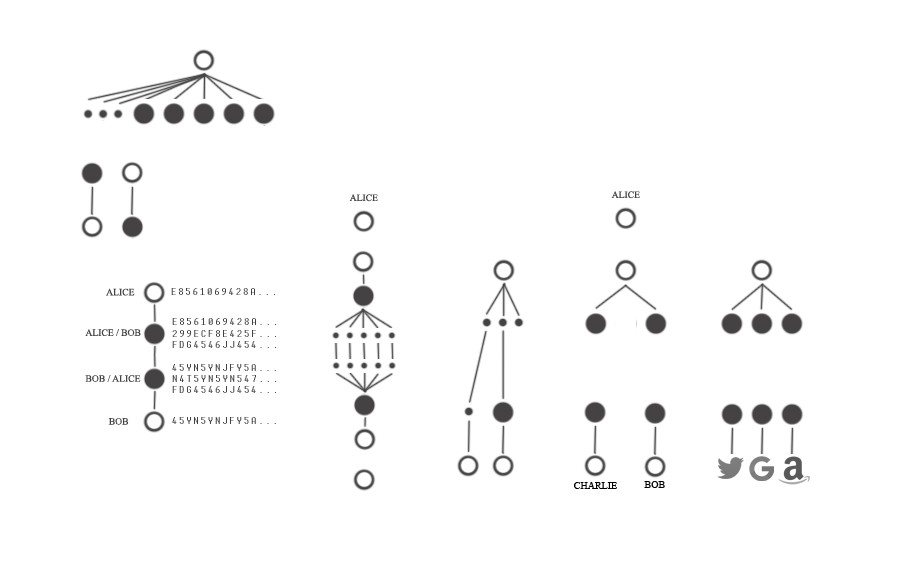 ALICE
ALICE
ALICE E8561069428A...
E8561069428A...
ALICE / BOB 299ECF8E425F...
FDG4546JJ454...
45YN5YNJFY5A...
BOB / ALICE N4T5YN5YN547...
FDG4546JJ454...
BOB 45YN5YNJFY5A...
G a
CHARLIE BOB